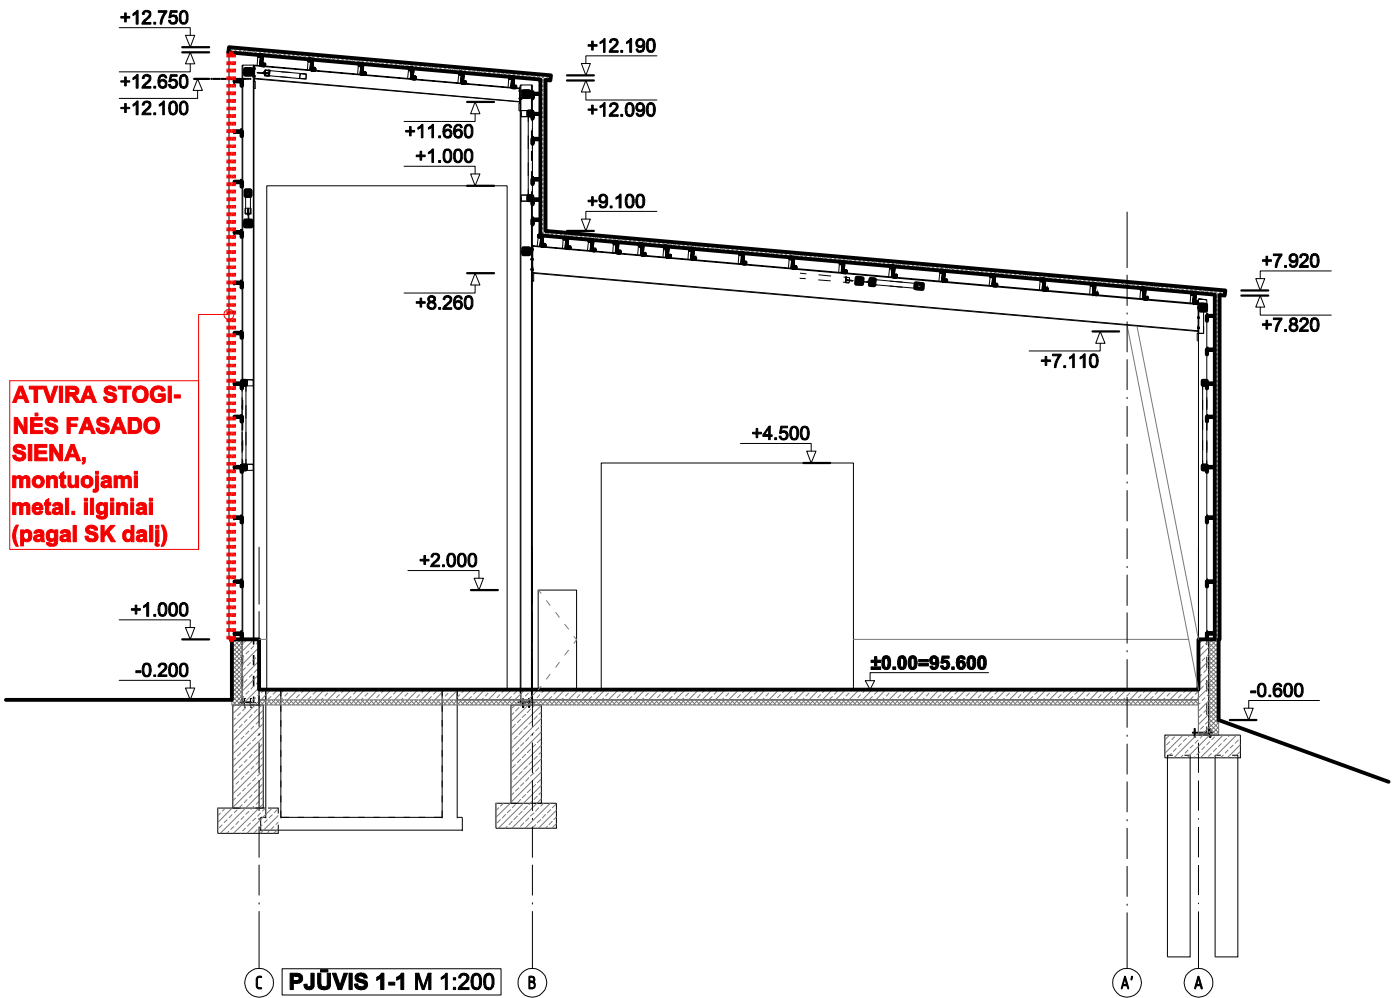 +12.750
+12.650
+12.100
+12.190
+12.090
+11.660
+1.000
+9.100
+8.260
+7.920
+7.820
+7.110
ATVIRA STOGI-
NĖS FASADO
SIENA,
montuojami
metal. ilginiai
(pagal SK dalį)
+4.500
+2.000
+1.000
-0.200
±0.00=95.600
-0.600
C
PJŪVIS 1-1 M 1:200
B
A'
A